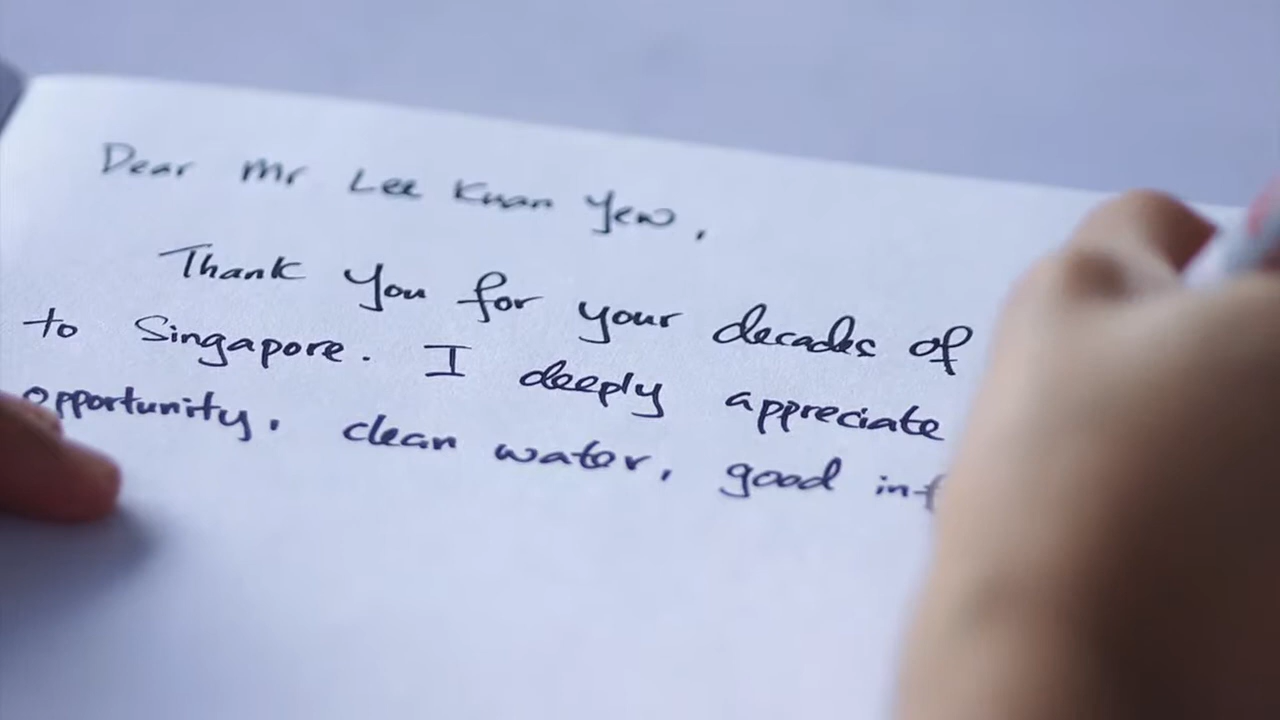 Dear Mr Lee Kuan Yew,
Thank You for your decades of
to Singapore. I deeply appreciate
opportunity, clean water, good inf